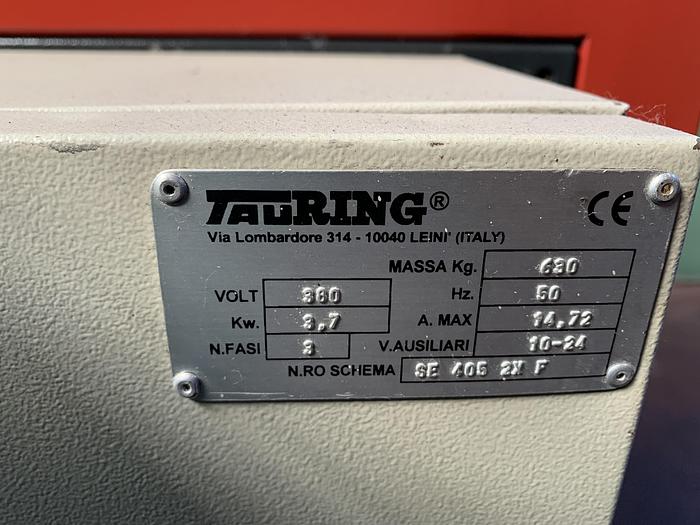 TAURING® CE
Via Lombardore 314 - 10040 LEINI' (ITALY)
MASSA Kg. 630
VOLT 380 Hz. 50
Kw. 3,7 A. MAX 14,72
N.FASI 3 V.AUSILIARI 10-24
N.RO SCHEMA SE 405 2X F